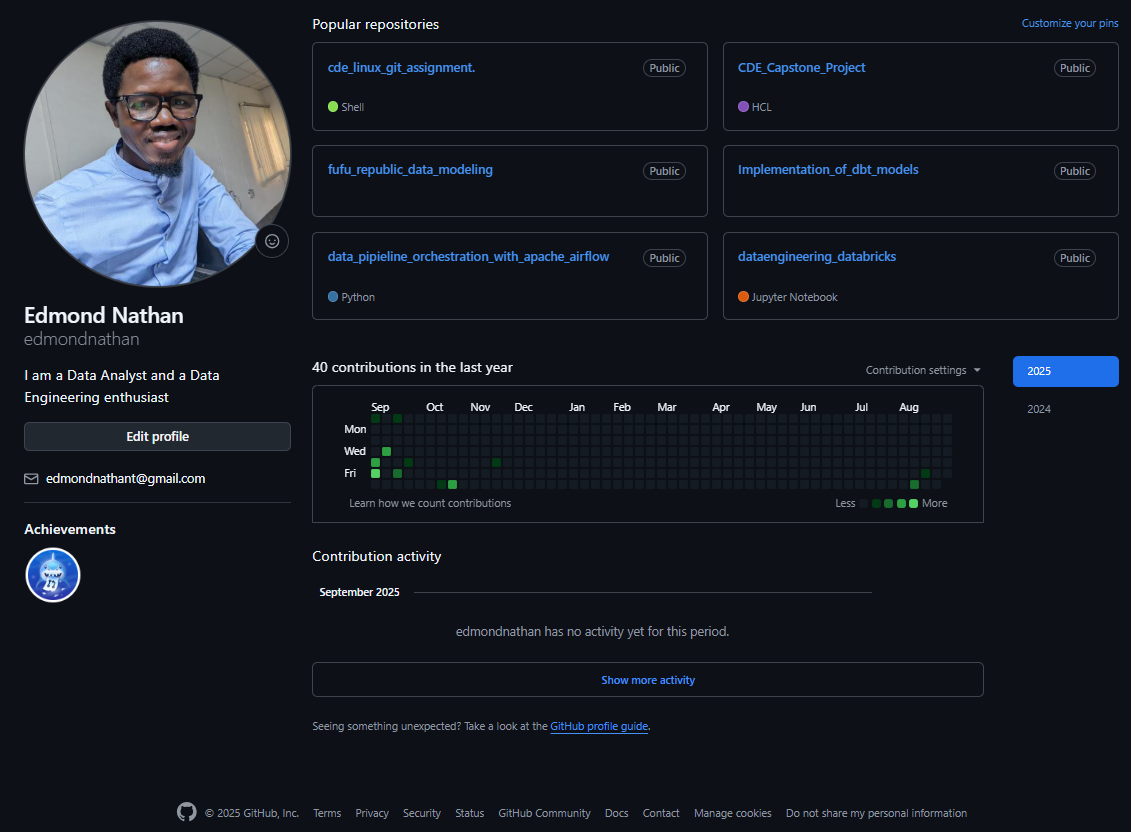 Popular repositories
Customize your pins
cde_linux_git_assignment.
Public
Shell
CDE_Capstone_Project
Public
HCL
fufu_republic_data_modeling
Public
Implementation_of_dbt_models
Public
data_pipieline_orchestration_with_apache_airflow
Public
Python
dataengineering_databricks
Public
Jupyter Notebook
Edmond Nathan
edmondnathan
I am a Data Analyst and a Data
Engineering enthusiast
Edit profile
edmondnathant@gmail.com
Achievements
40 contributions in the last year
Contribution settings
2025
2024
Sep Oct Nov Dec Jan Feb Mar Apr May Jun Jul Aug
Mon
Wed
Fri
Learn how we count contributions
Less More
Contribution activity
September 2025
edmondnathan has no activity yet for this period.
Show more activity
Seeing something unexpected? Take a look at the GitHub profile guide.
© 2025 GitHub, Inc. Terms Privacy Security Status GitHub Community Docs Contact Manage cookies Do not share my personal information